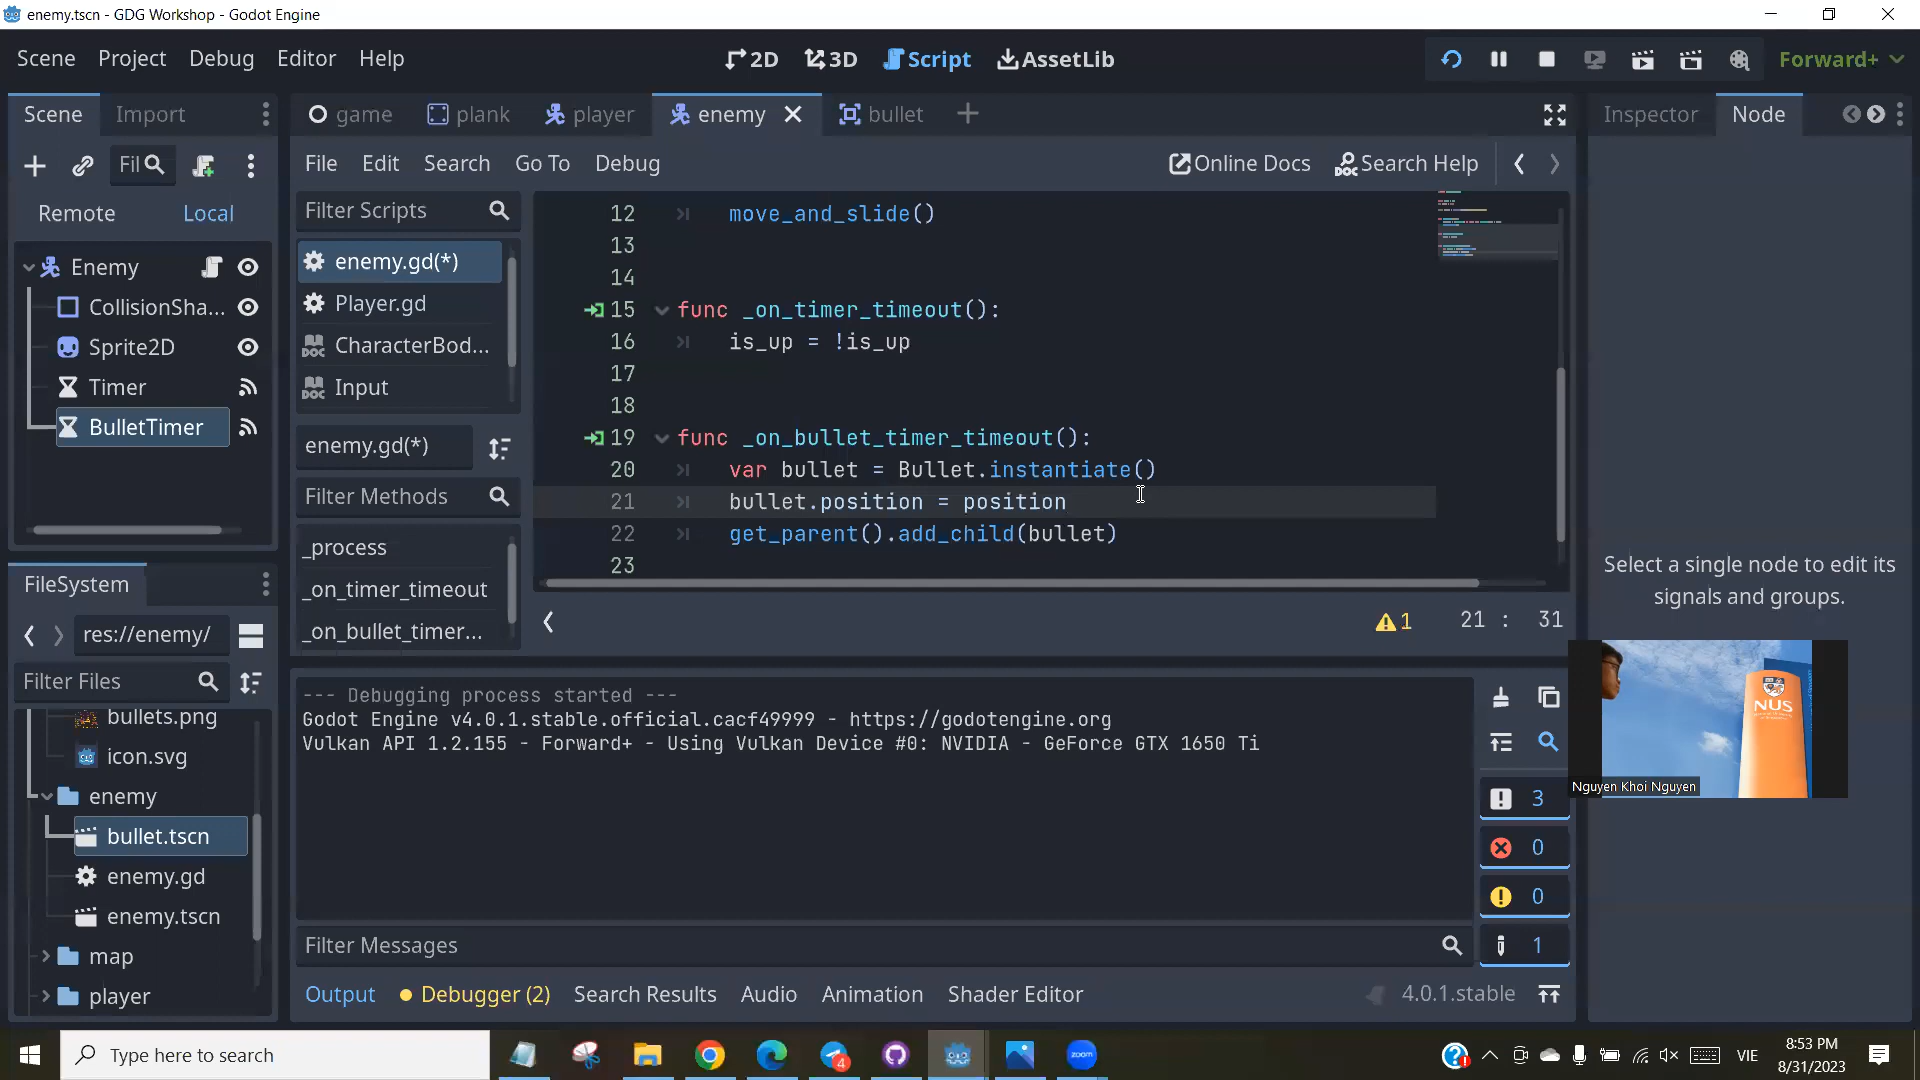 enemy.tscn - GDG Workshop - Godot Engine
Scene Project Debug Editor Help
2D 3D Script AssetLib
Forward+
Scene Import
game plank player enemy bullet
Inspector Node
Fil
File Edit Search Go To Debug
Online Docs Search Help
Remote Local
Filter Scripts
Enemy
CollisionSha...
Sprite2D
Timer
BulletTimer
enemy.gd(*)
Player.gd
CharacterBod...
Input
enemy.gd(*)
Filter Methods
_process
_on_timer_timeout
_on_bullet_timer...
12 move_and_slide()
13
14
15 func _on_timer_timeout():
16 is_up = !is_up
17
18
19 func _on_bullet_timer_timeout():
20 var bullet = Bullet.instantiate()
21 bullet.position = position
22 get_parent().add_child(bullet)
23
1 21 : 31
Select a single node to edit its
signals and groups.
FileSystem
res://enemy/
Filter Files
bullets.png
icon.svg
enemy
bullet.tscn
enemy.gd
enemy.tscn
map
player
--- Debugging process started ---
Godot Engine v4.0.1.stable.official.cacf49999 - https://godotengine.org
Vulkan API 1.2.155 - Forward+ - Using Vulkan Device #0: NVIDIA - GeForce GTX 1650 Ti
3
0
0
1
Filter Messages
Output Debugger (2) Search Results Audio Animation Shader Editor
4.0.1.stable
NUS
Nguyen Khoi Nguyen
Type here to search
4
zoom
VIE
8:53 PM
8/31/2023